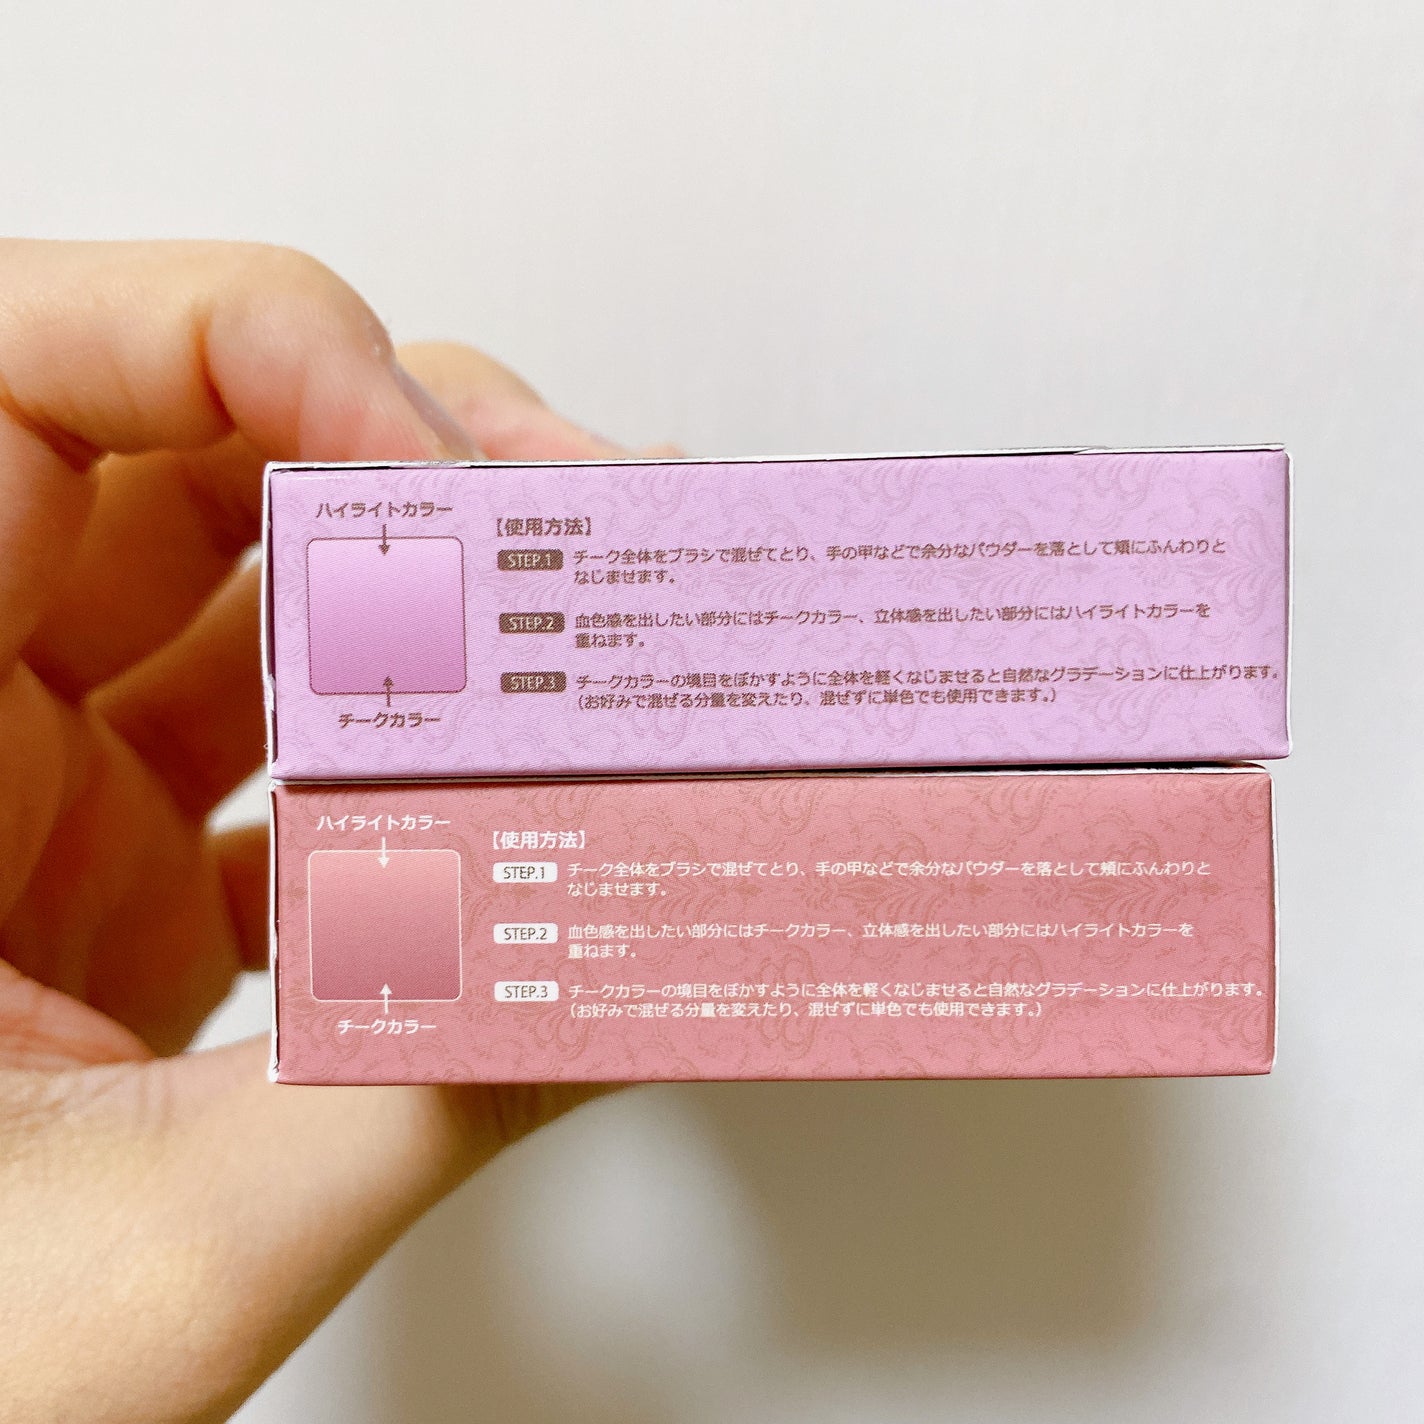 ハイライトカラー
チークカラー
【使用方法】
STEP.1 チーク全体をブラシで混ぜてとり、手の甲などで余分なパウダーを落として頬にふんわりと
なじませます。
STEP.2 血色感を出したい部分にはチークカラー、立体感を出したい部分にはハイライトカラーを
重ねます。
STEP.3 チークカラーの境目をぼかすように全体を軽くなじませると自然なグラデーションに仕上がります。
(お好みで混ぜる分量を変えたり、混ぜずに単色でも使用できます。)
ハイライトカラー
チークカラー
【使用方法】
STEP.1 チーク全体をブラシで混ぜてとり、手の甲などで余分なパウダーを落として頬にふんわりと
なじませます。
STEP.2 血色感を出したい部分にはチークカラー、立体感を出したい部分にはハイライトカラーを
重ねます。
STEP.3 チークカラーの境目をぼかすように全体を軽くなじませると自然なグラデーションに仕上がります。
(お好みで混ぜる分量を変えたり、混ぜずに単色でも使用できます。)